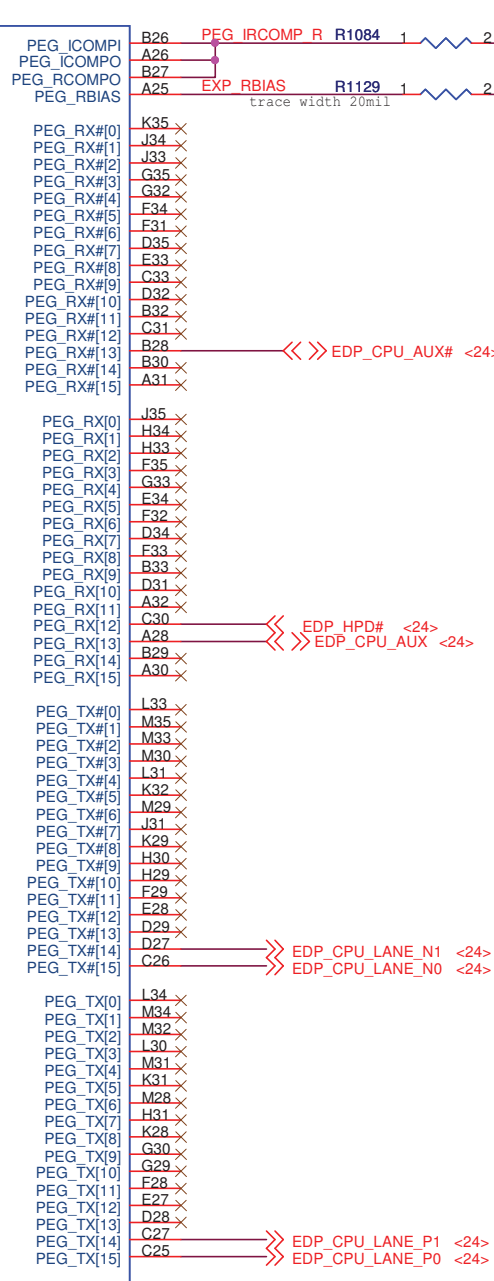 PEG_ICOMPI B26 PEG_IRCOMP_R R1084 1 2
PEG_ICOMPO A26
PEG_RCOMPO B27
PEG_RBIAS A25 EXP_RBIAS R1129 1 2
trace width 20mil
PEG_RX#[0] K35
PEG_RX#[1] J34
PEG_RX#[2] J33
PEG_RX#[3] G35
PEG_RX#[4] G32
PEG_RX#[5] F34
PEG_RX#[6] F31
PEG_RX#[7] D35
PEG_RX#[8] E33
PEG_RX#[9] C33
PEG_RX#[10] D32
PEG_RX#[11] B32
PEG_RX#[12] C31
PEG_RX#[13] B28 EDP_CPU_AUX# <24>
PEG_RX#[14] B30
PEG_RX#[15] A31
PEG_RX[0] J35
PEG_RX[1] H34
PEG_RX[2] H33
PEG_RX[3] F35
PEG_RX[4] G33
PEG_RX[5] E34
PEG_RX[6] F32
PEG_RX[7] D34
PEG_RX[8] F33
PEG_RX[9] B33
PEG_RX[10] D31
PEG_RX[11] A32
PEG_RX[12] C30 EDP_HPD# <24>
PEG_RX[13] A28 EDP_CPU_AUX <24>
PEG_RX[14] B29
PEG_RX[15] A30
PEG_TX#[0] L33
PEG_TX#[1] M35
PEG_TX#[2] M33
PEG_TX#[3] M30
PEG_TX#[4] L31
PEG_TX#[5] K32
PEG_TX#[6] M29
PEG_TX#[7] J31
PEG_TX#[8] K29
PEG_TX#[9] H30
PEG_TX#[10] H29
PEG_TX#[11] F29
PEG_TX#[12] E28
PEG_TX#[13] D29
PEG_TX#[14] D27 EDP_CPU_LANE_N1 <24>
PEG_TX#[15] C26 EDP_CPU_LANE_N0 <24>
PEG_TX[0] L34
PEG_TX[1] M34
PEG_TX[2] M32
PEG_TX[3] L30
PEG_TX[4] M31
PEG_TX[5] K31
PEG_TX[6] M28
PEG_TX[7] H31
PEG_TX[8] K28
PEG_TX[9] G30
PEG_TX[10] G29
PEG_TX[11] F28
PEG_TX[12] E27
PEG_TX[13] D28
PEG_TX[14] C27 EDP_CPU_LANE_P1 <24>
PEG_TX[15] C25 EDP_CPU_LANE_P0 <24>